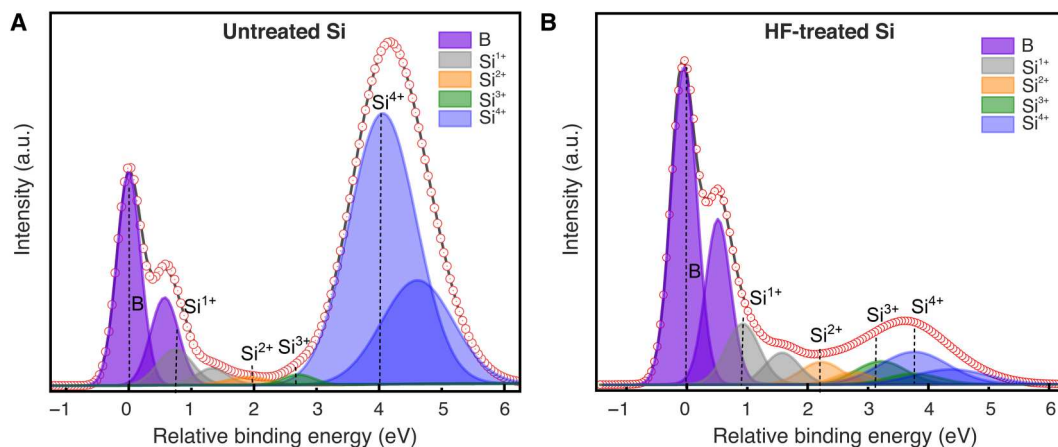 A
Untreated Si
B
Si¹⁺
Si²⁺
Si³⁺
Si⁴⁺
Si⁴⁺
B
Si¹⁺
Si²⁺
Si³⁺
Intensity (a.u.)
−1 0 1 2 3 4 5 6
Relative binding energy (eV)
B
HF-treated Si
B
Si¹⁺
Si²⁺
Si³⁺
Si⁴⁺
B
Si¹⁺
Si²⁺
Si³⁺
Si⁴⁺
Intensity (a.u.)
−1 0 1 2 3 4 5 6
Relative binding energy (eV)